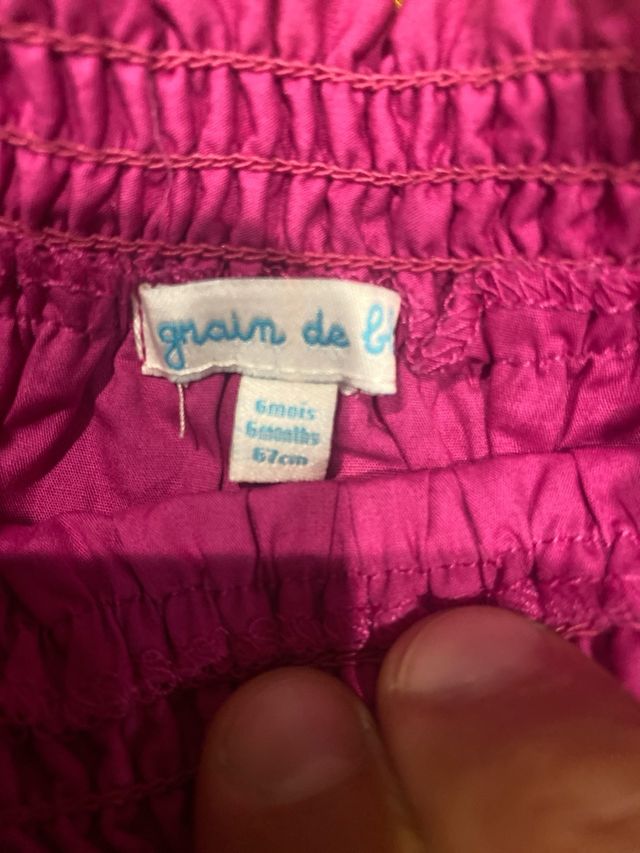 grain de
6mois
6months
67cm